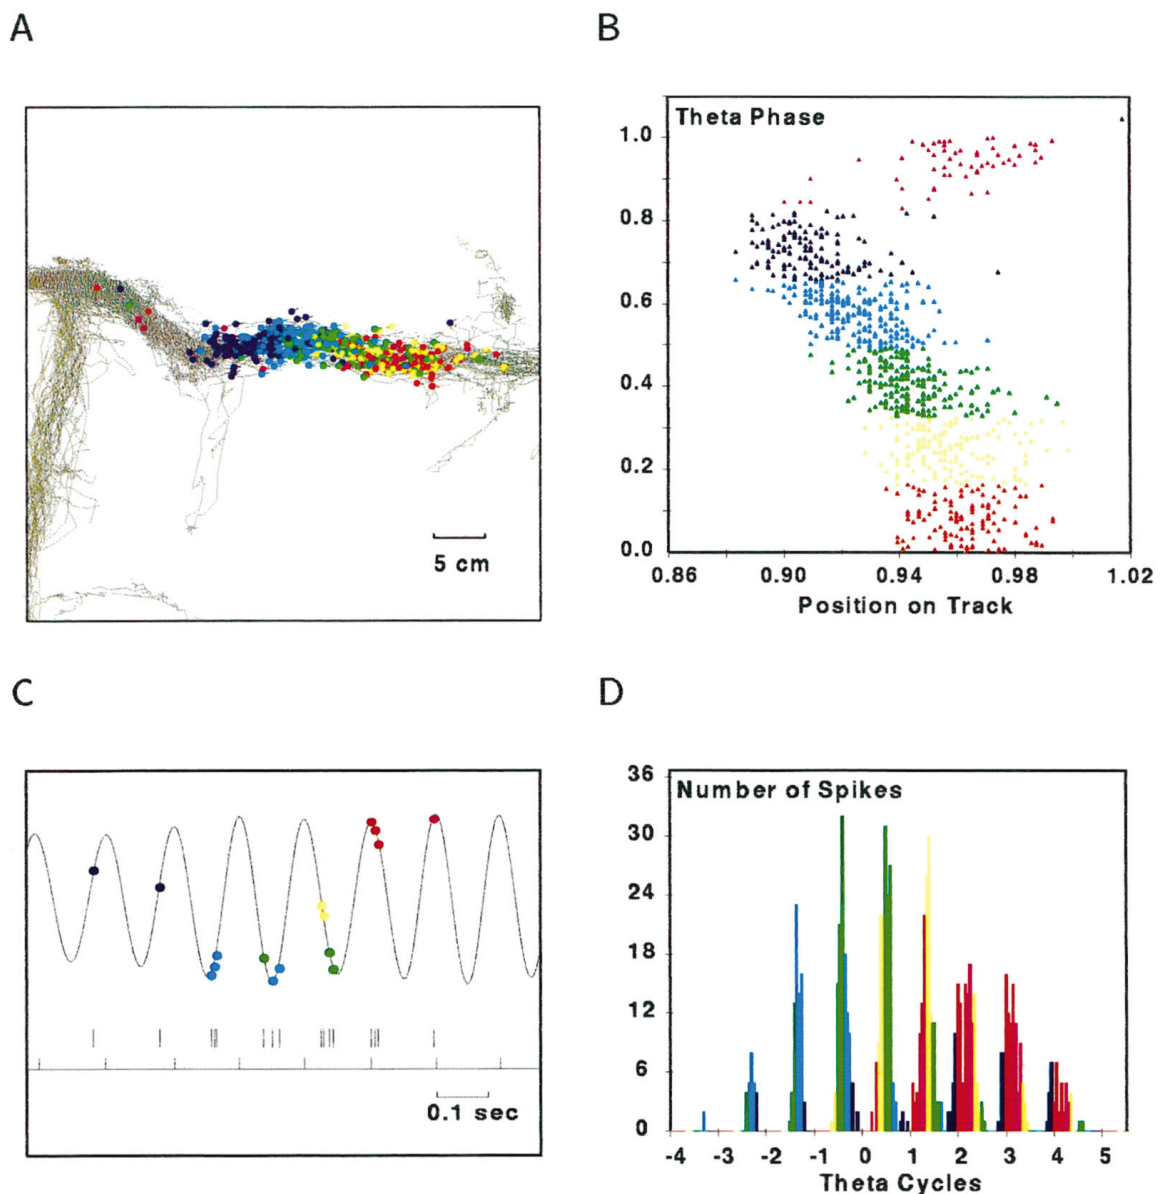 A
B
5 cm
Theta Phase
1.0
0.8
0.6
0.4
0.2
0.0
0.86 0.90 0.94 0.98 1.02
Position on Track
C
D
0.1 sec
Number of Spikes
36
30
24
18
12
6
0
-4 -3 -2 -1 0 1 2 3 4 5
Theta Cycles